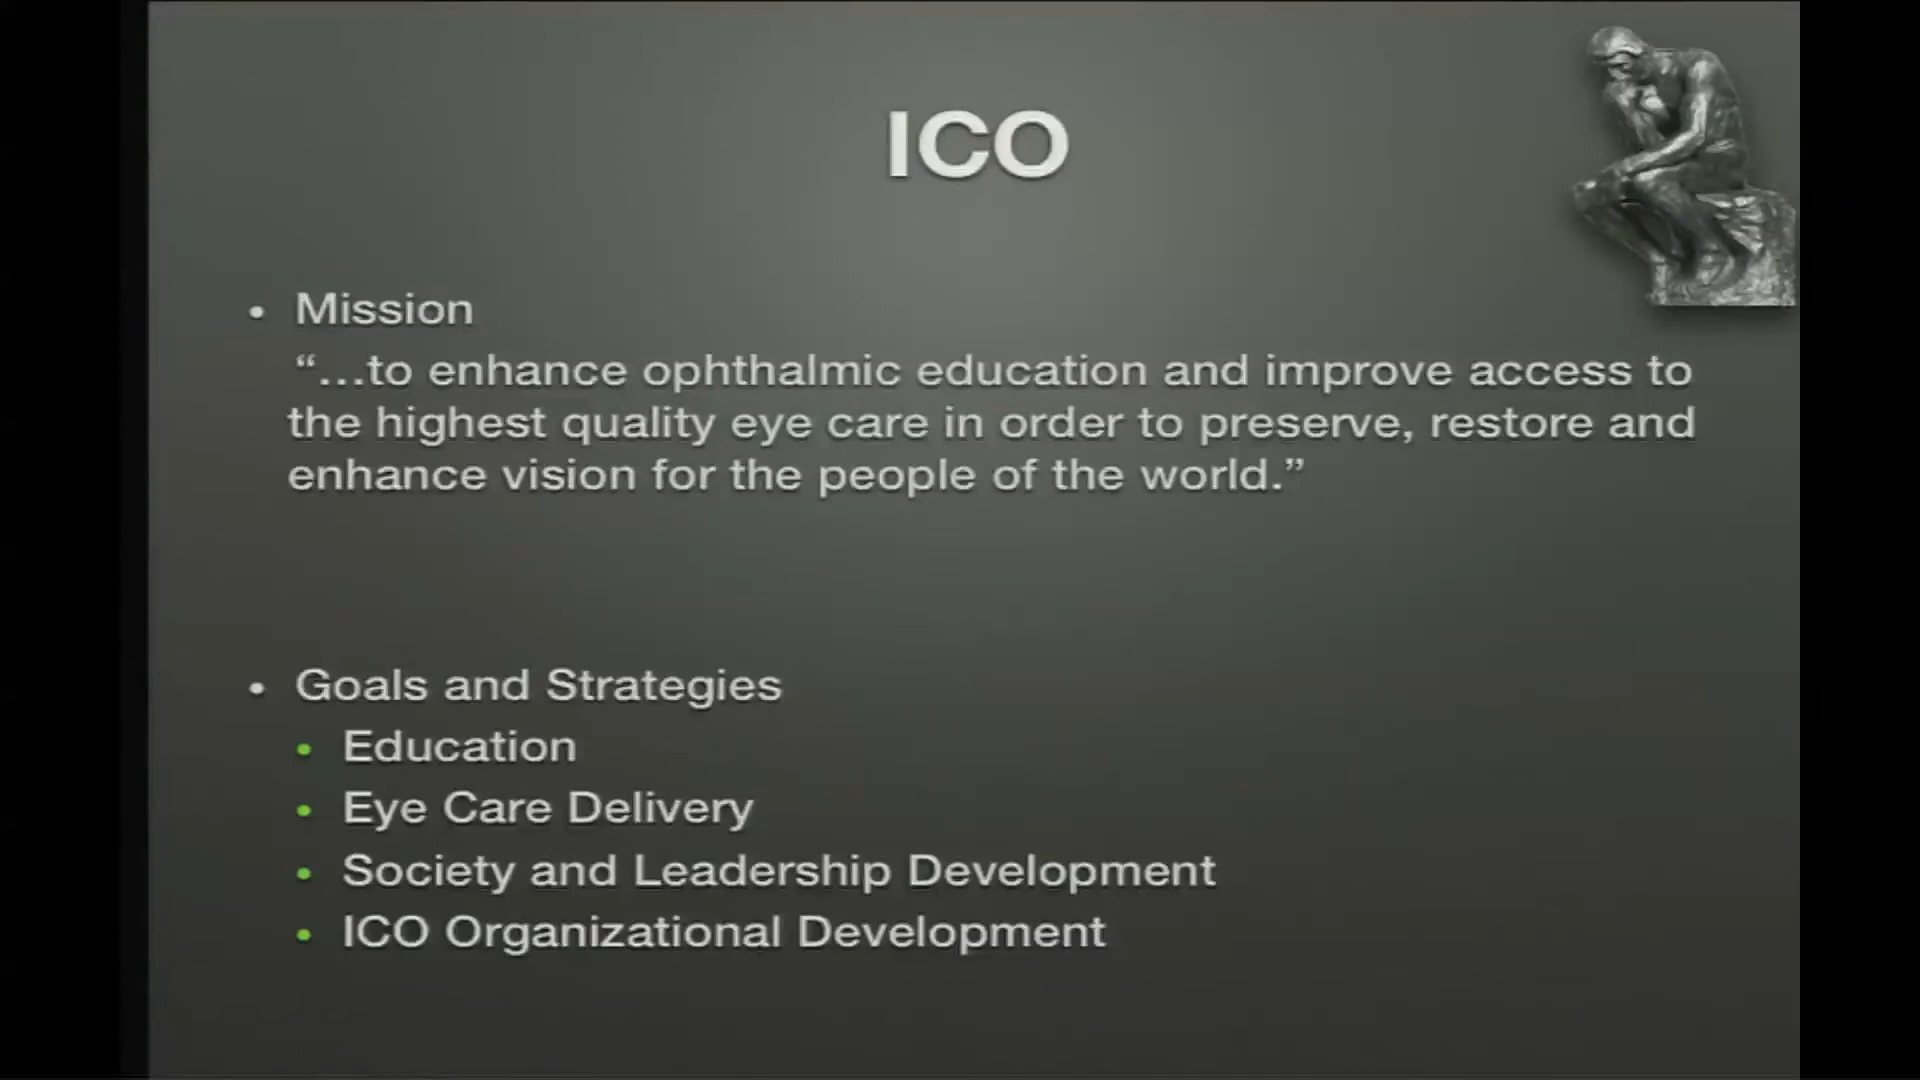 ICO
• Mission
“...to enhance ophthalmic education and improve access to
the highest quality eye care in order to preserve, restore and
enhance vision for the people of the world.”
• Goals and Strategies
• Education
• Eye Care Delivery
• Society and Leadership Development
• ICO Organizational Development